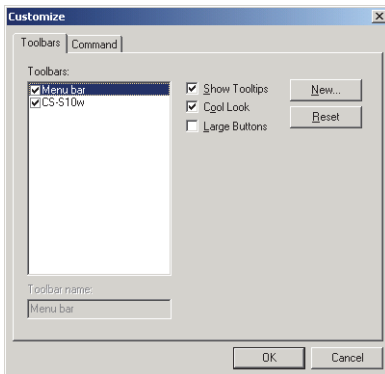 Customize
Toolbars Command
Toolbars:
Menu bar
CS-S10w
Show Tooltips
Cool Look
Large Buttons
New...
Reset
Toolbar name:
Menu bar
OK Cancel